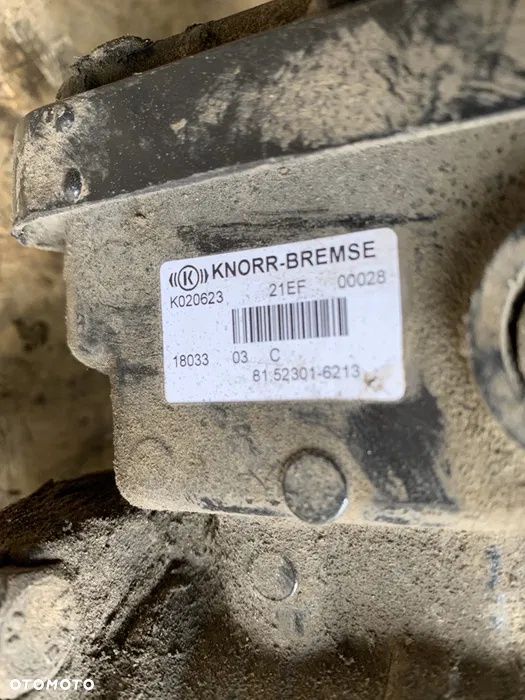 ((K)) KNORR-BREMSE
K020623 21EF 00028
18033 03 C
81.52301-6213
OTOMOTO